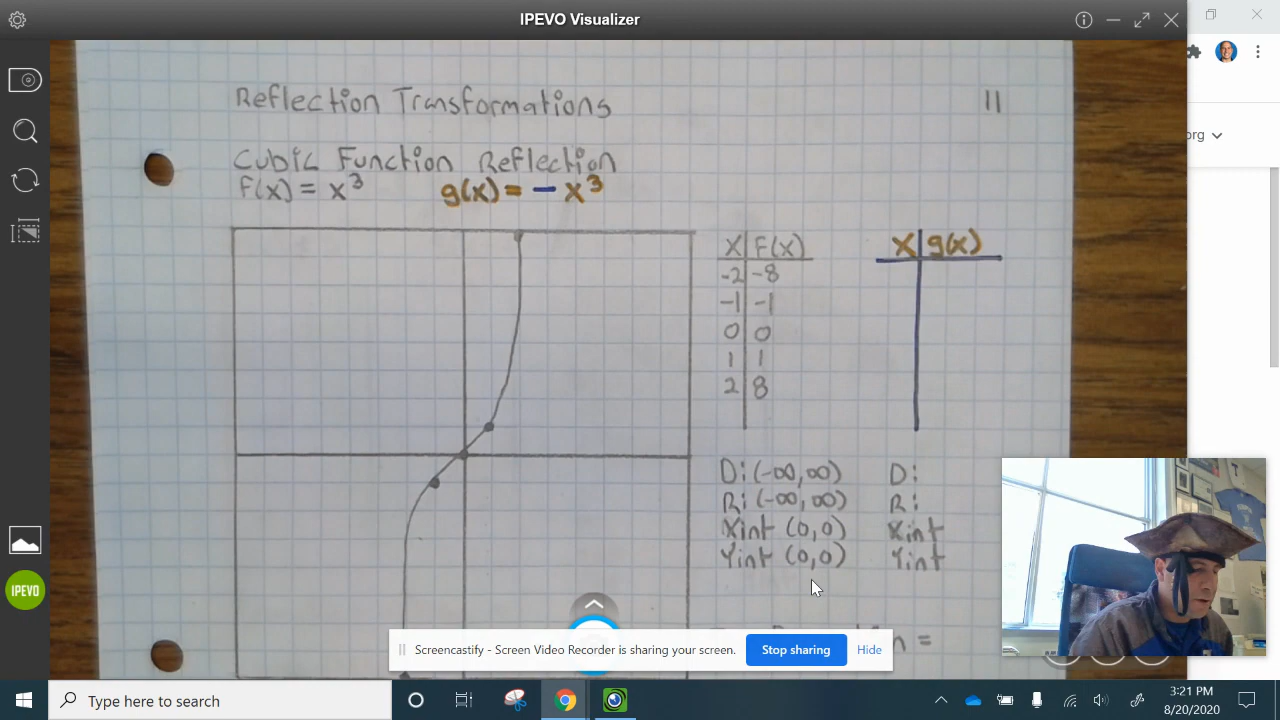 IPEVO Visualizer
Reflection Transformations 11
Cubic Function Reflection
f(x) = x³ g(x) = - x³
org
X F(x) X g(x)
-2 -8
-1 -1
0 0
1 1
2 8
D: (-∞,∞) D:
R: (-∞,∞) R:
Xint (0,0) Xint
Yint (0,0) Yint
=
IPEVO
Screencastify - Screen Video Recorder is sharing your screen. Stop sharing Hide
Type here to search
3:21 PM
8/20/2020